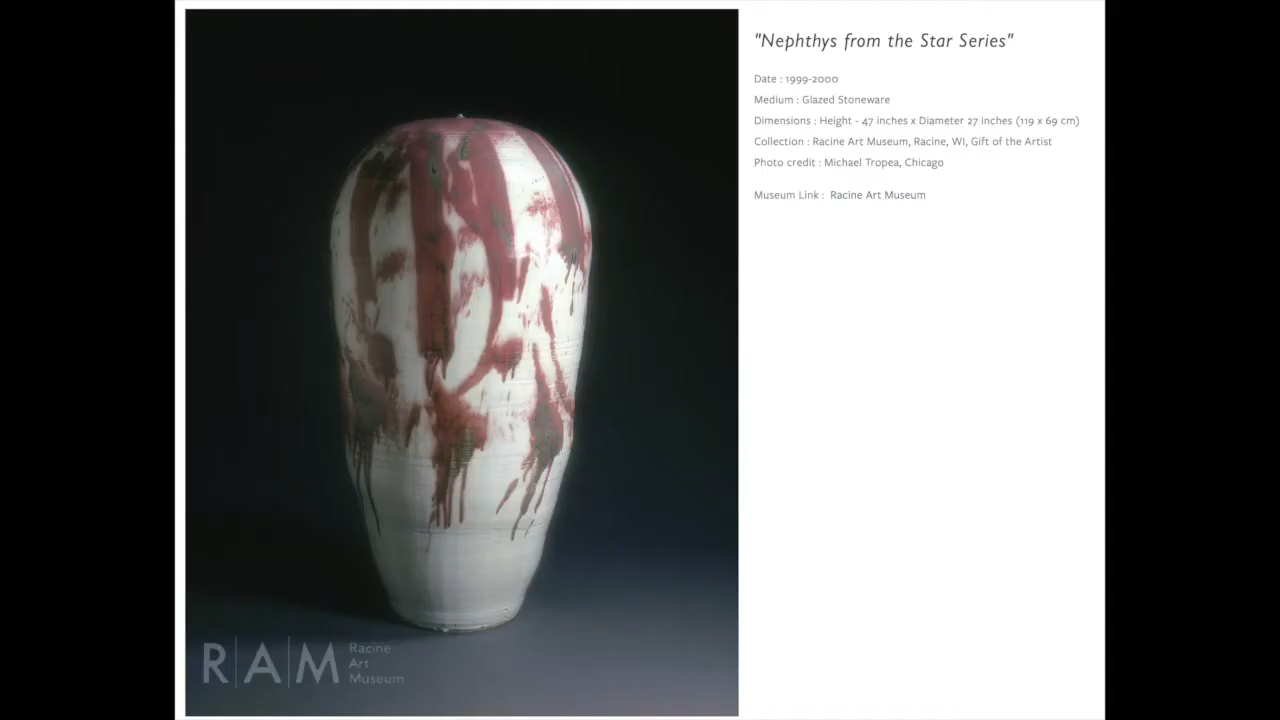 "Nephthys from the Star Series"
Date : 1999-2000
Medium : Glazed Stoneware
Dimensions : Height - 47 inches x Diameter 27 inches (119 x 69 cm)
Collection : Racine Art Museum, Racine, WI, Gift of the Artist
Photo credit : Michael Tropea, Chicago
Museum Link : Racine Art Museum
R|A|M
Racine
Art
Museum